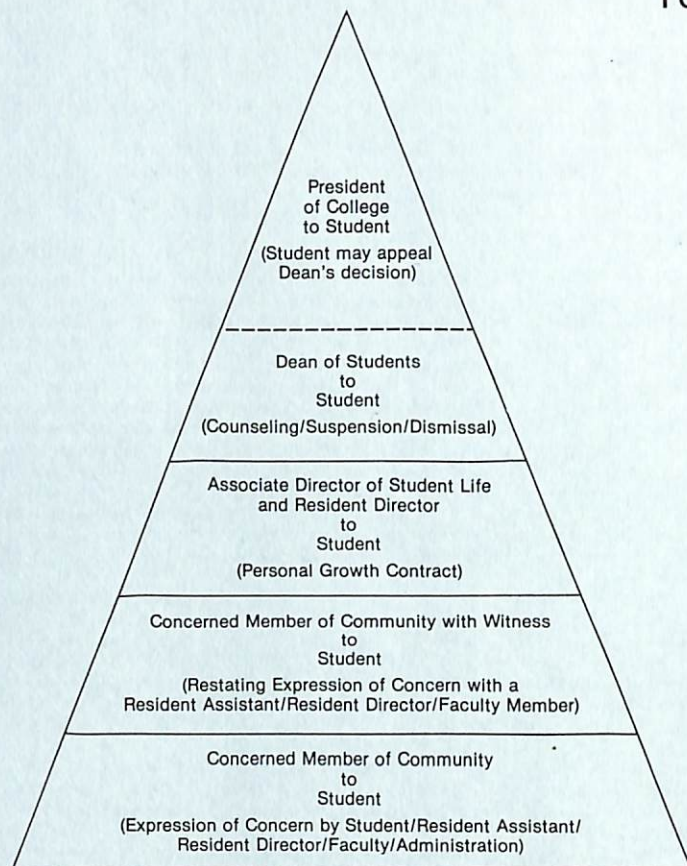 President
of College
to Student
(Student may appeal
Dean's decision)
Dean of Students
to
Student
(Counseling/Suspension/Dismissal)
Associate Director of Student Life
and Resident Director
to
Student
(Personal Growth Contract)
Concerned Member of Community with Witness
to
Student
(Restating Expression of Concern with a
Resident Assistant/Resident Director/Faculty Member)
Concerned Member of Community
to
Student
(Expression of Concern by Student/Resident Assistant/
Resident Director/Faculty/Administration)